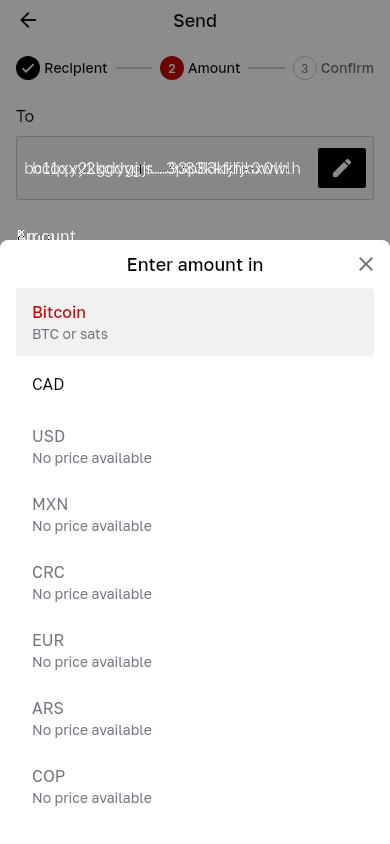 Send
Recipient
2 Amount
3 Confirm
To
Enter amount in
Bitcoin
BTC or sats
CAD
USD
No price available
MXN
No price available
CRC
No price available
EUR
No price available
ARS
No price available
COP
No price available